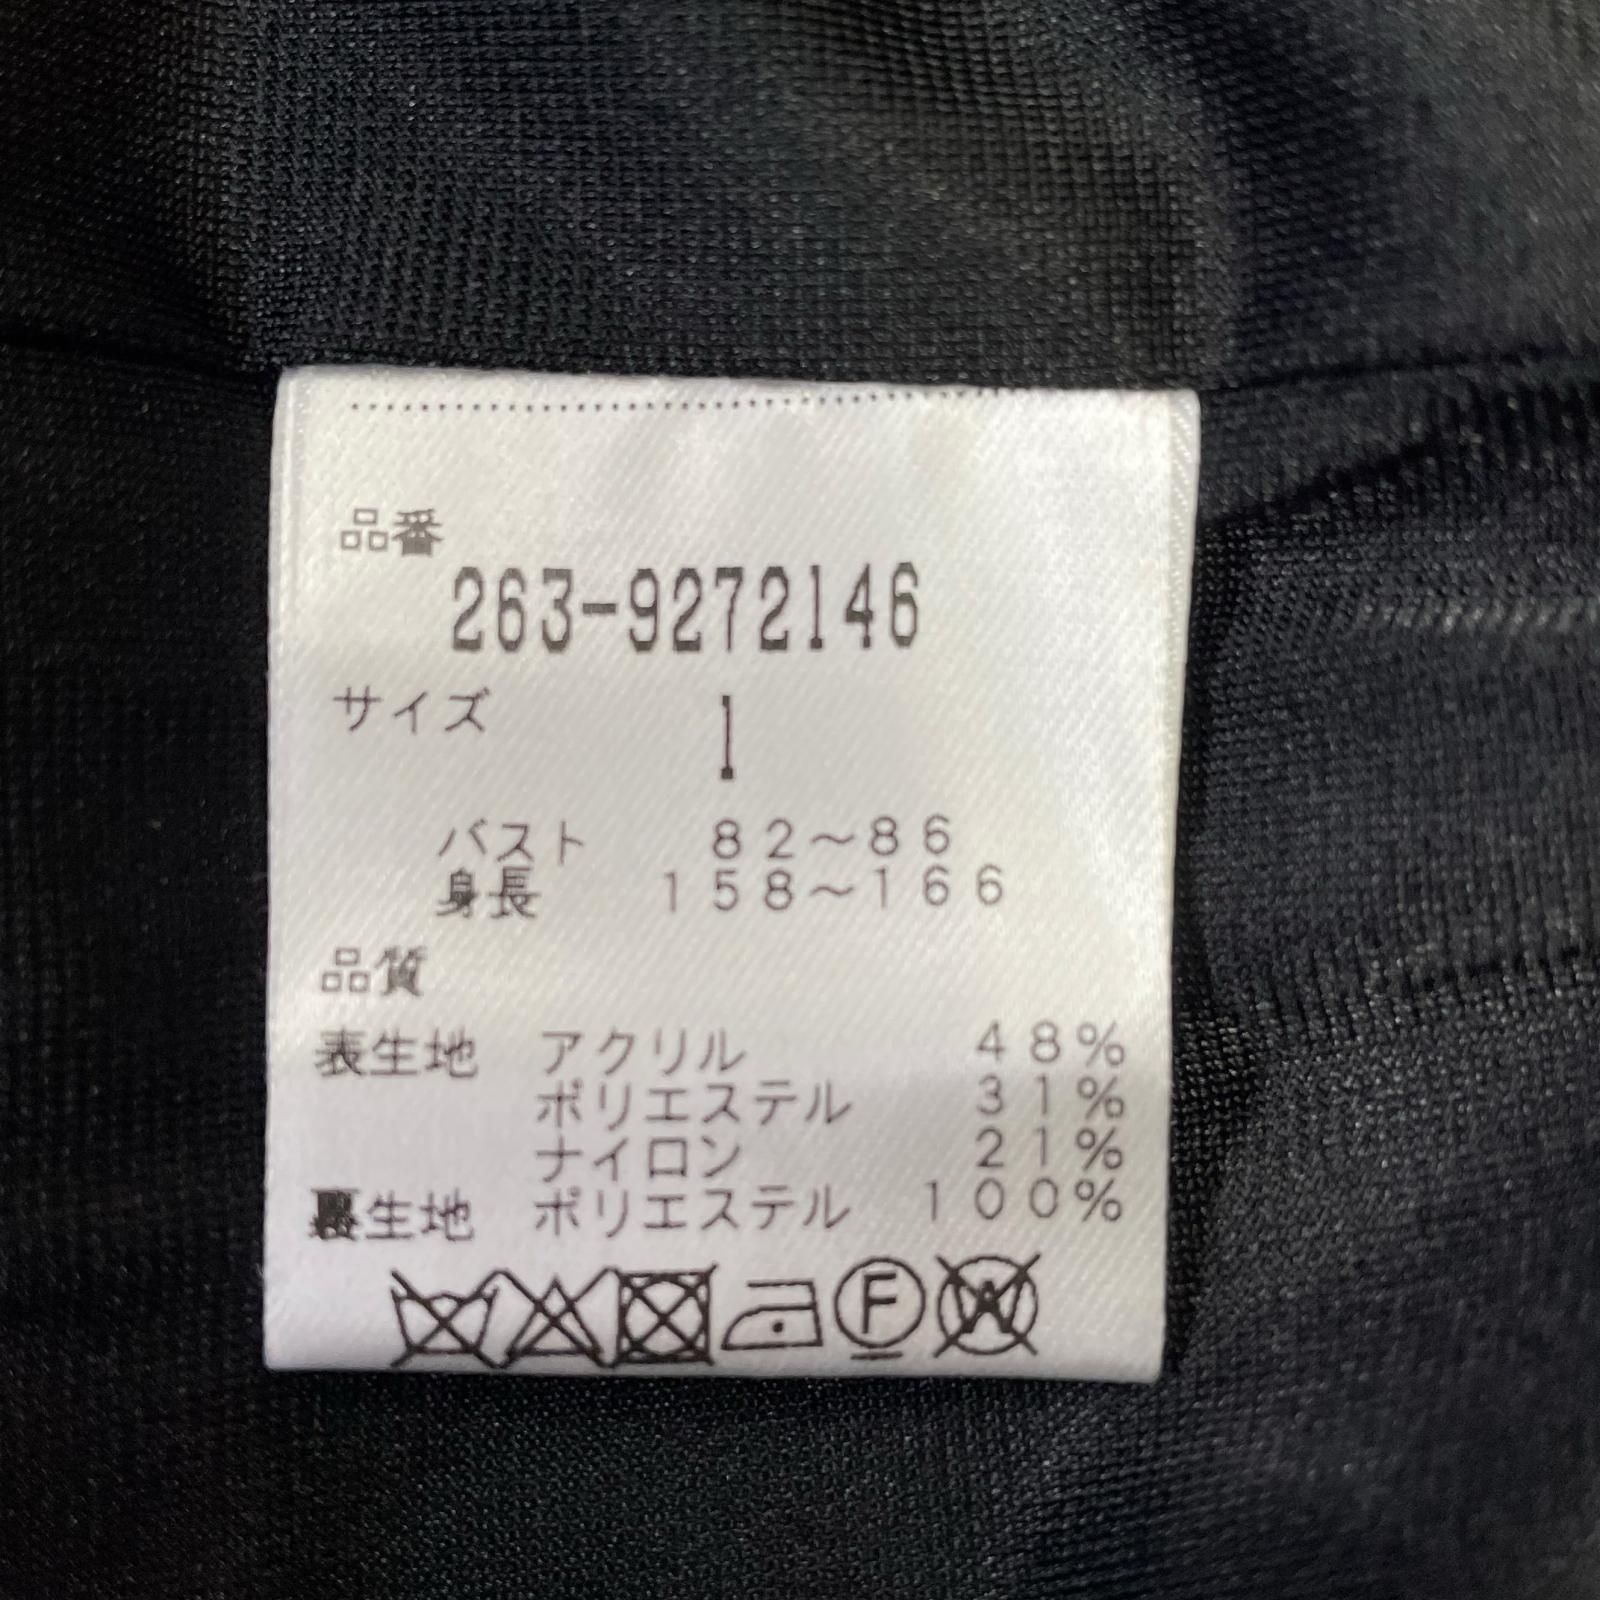 品番
263-9272146
サイズ 1
バスト 82～86
身長 158～166
品質
表生地 アクリル 48%
ポリエステル 31%
ナイロン 21%
裏生地 ポリエステル 100%
F W